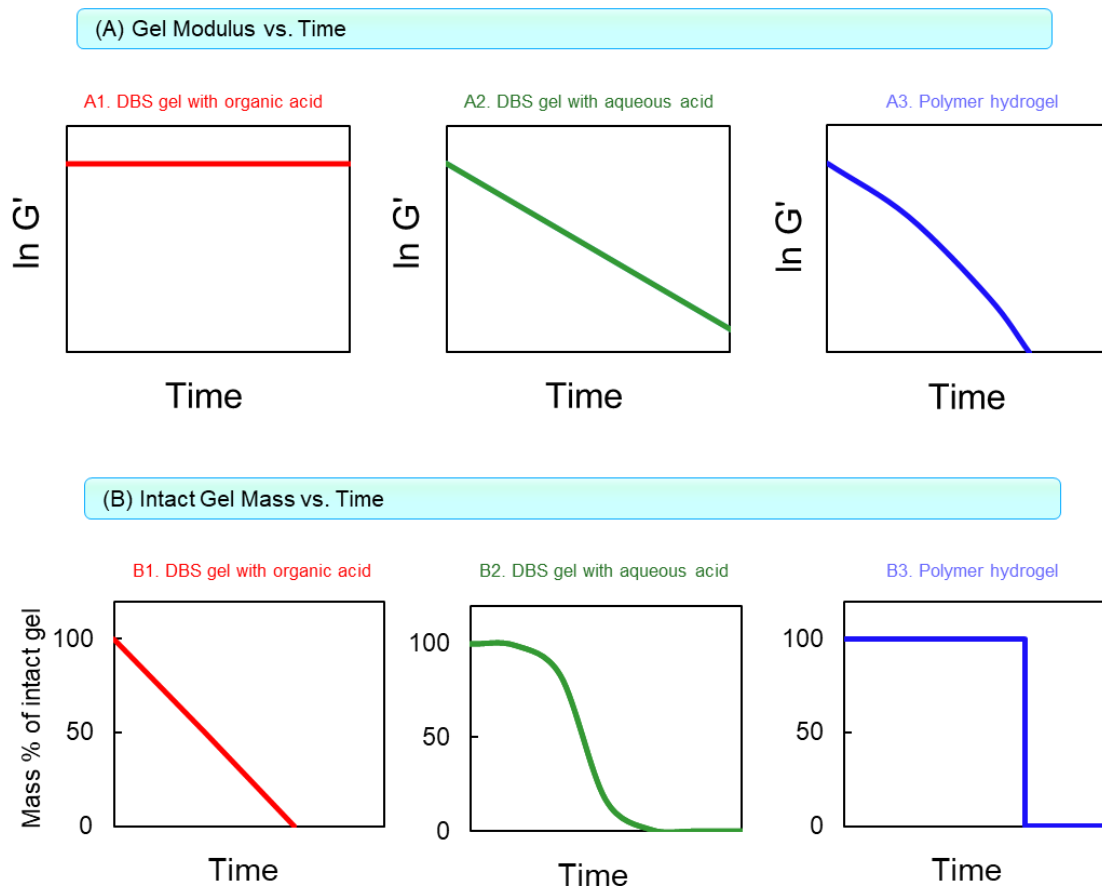 (A) Gel Modulus vs. Time
A1. DBS gel with organic acid
A2. DBS gel with aqueous acid
A3. Polymer hydrogel
ln G'
ln G'
ln G'
Time
Time
Time
(B) Intact Gel Mass vs. Time
B1. DBS gel with organic acid
B2. DBS gel with aqueous acid
B3. Polymer hydrogel
Mass % of intact gel
100
50
0
100
50
0
100
50
0
Time
Time
Time